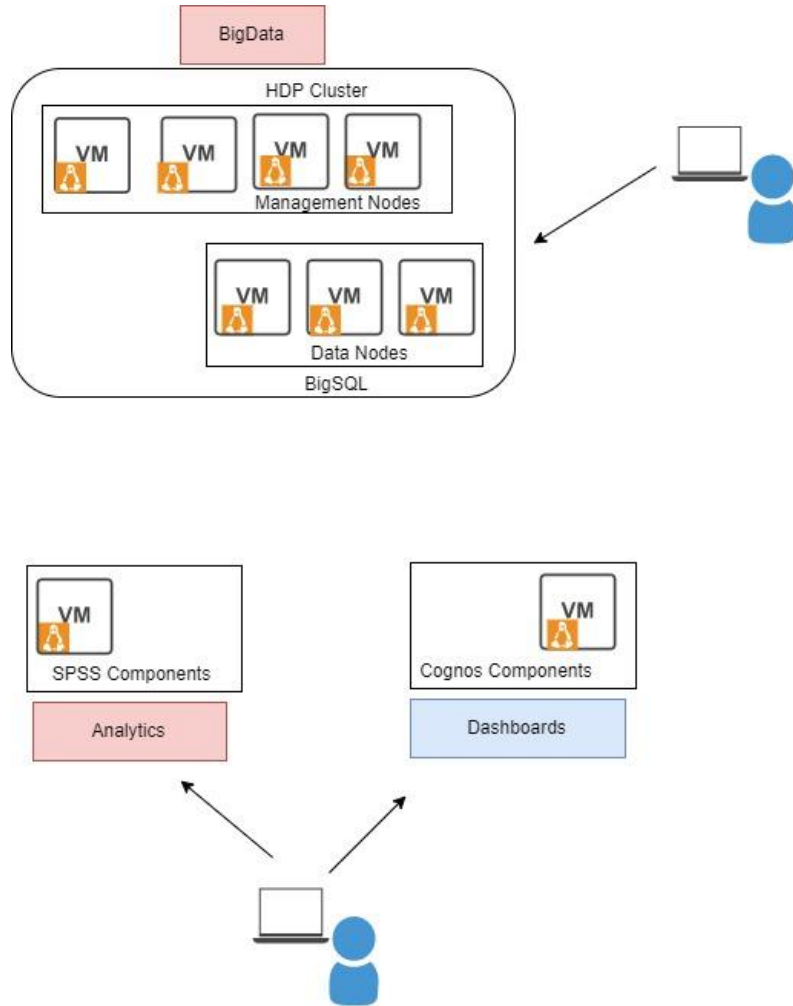 BigData
HDP Cluster
VM VM VM VM
Management Nodes
VM VM VM
Data Nodes
BigSQL
VM
SPSS Components
Analytics
VM
Cognos Components
Dashboards